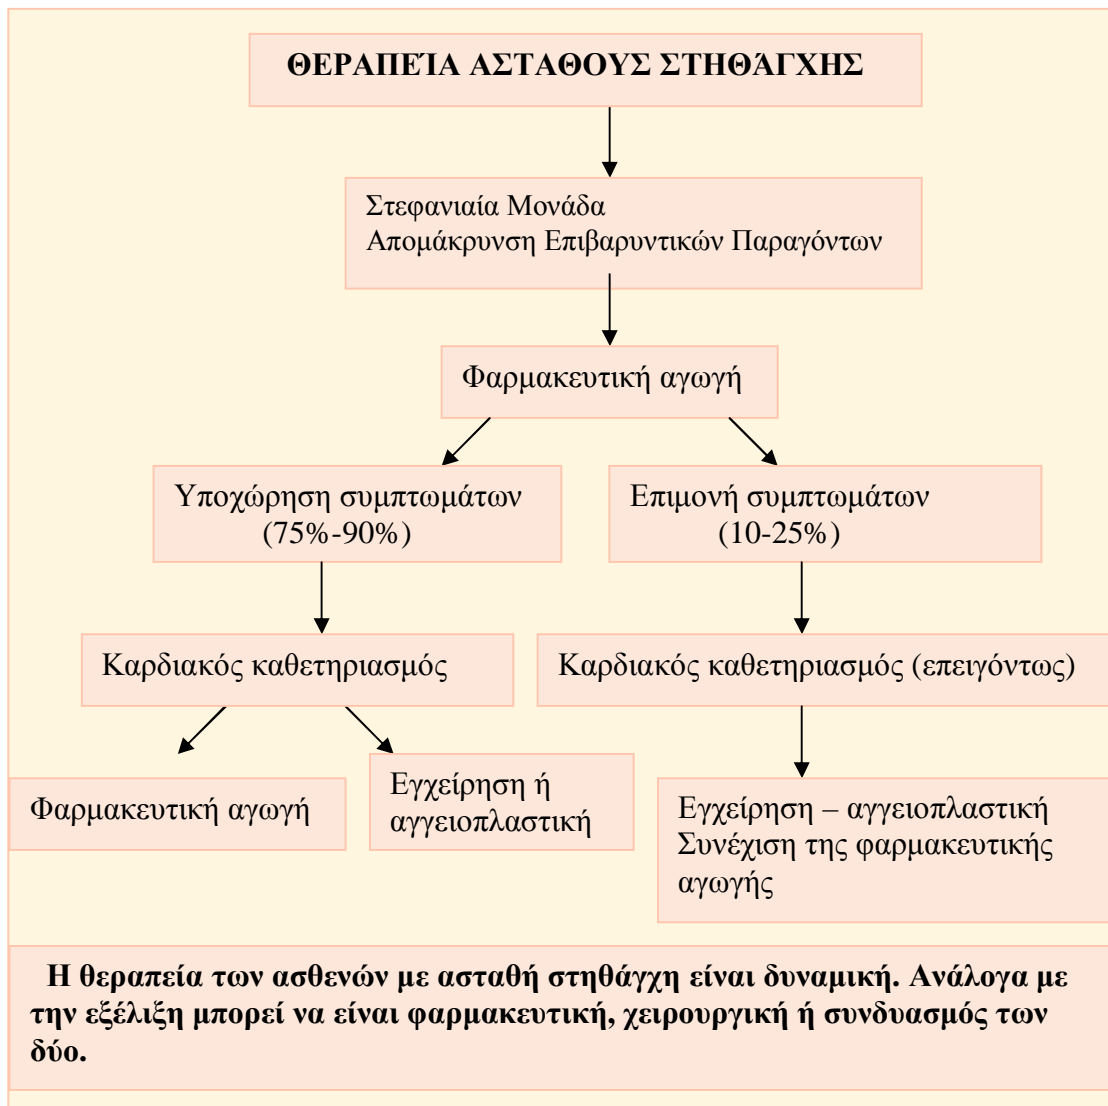 ΘΕΡΑΠΕΊΑ ΑΣΤΑΘΟΥΣ ΣΤΗΘΆΓΧΗΣ
Στεφανιαία Μονάδα
Απομάκρυνση Επιβαρυντικών Παραγόντων
Φαρμακευτική αγωγή
Υποχώρηση συμπτωμάτων
(75%-90%)
Επιμονή συμπτωμάτων
(10-25%)
Καρδιακός καθετηριασμός
Καρδιακός καθετηριασμός (επειγόντως)
Φαρμακευτική αγωγή
Εγχείρηση ή
αγγειοπλαστική
Εγχείρηση – αγγειοπλαστική
Συνέχιση της φαρμακευτικής
αγωγής
Η θεραπεία των ασθενών με ασταθή στηθάγχη είναι δυναμική. Ανάλογα με
την εξέλιξη μπορεί να είναι φαρμακευτική, χειρουργική ή συνδυασμός των
δύο.